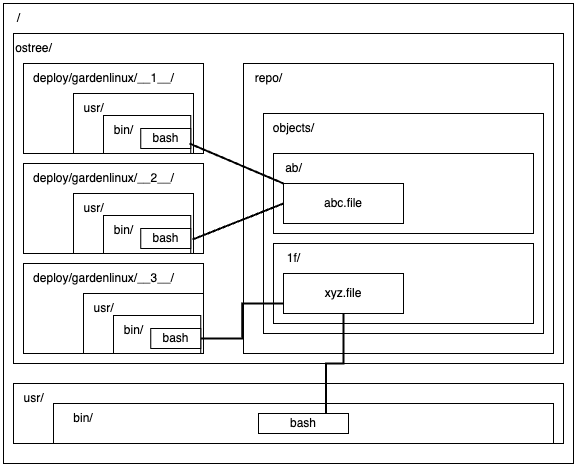 /
ostree/
deploy/gardenlinux/__1__/
usr/
bin/
bash
deploy/gardenlinux/__2__/
usr/
bin/
bash
deploy/gardenlinux/__3__/
usr/
bin/
bash
repo/
objects/
ab/
abc.file
1f/
xyz.file
usr/
bin/
bash